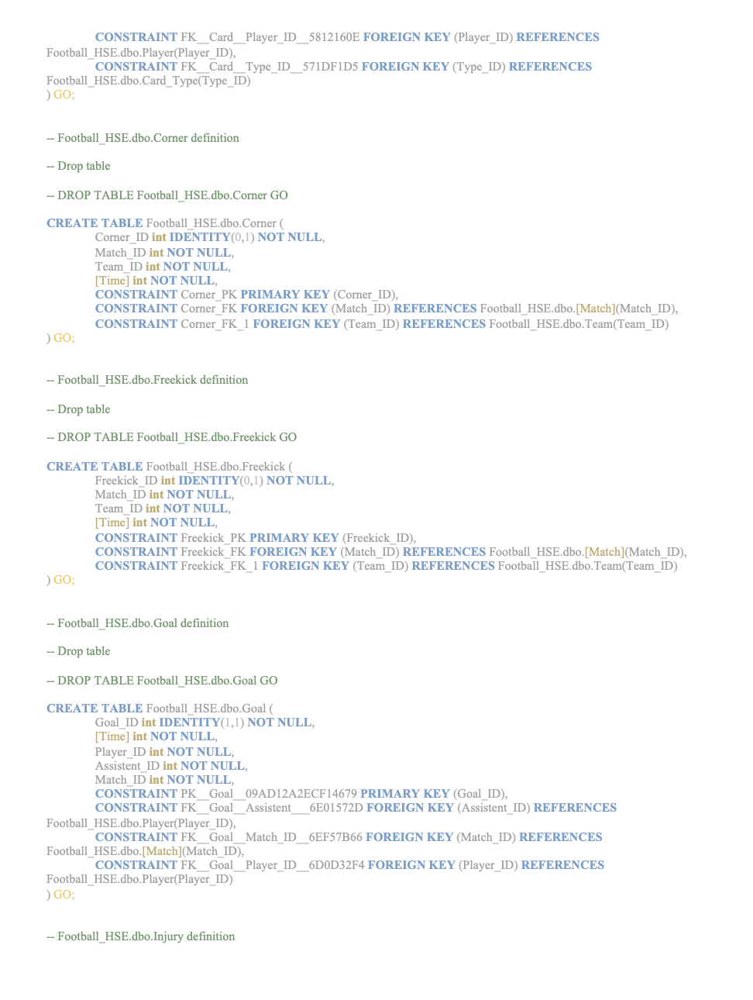 CONSTRAINT FK__Card__Player_ID__5812160E FOREIGN KEY (Player_ID) REFERENCES
Football_HSE.dbo.Player(Player_ID),
CONSTRAINT FK__Card__Type_ID__571DF1D5 FOREIGN KEY (Type_ID) REFERENCES
Football_HSE.dbo.Card_Type(Type_ID)
) GO;
-- Football_HSE.dbo.Corner definition
-- Drop table
-- DROP TABLE Football_HSE.dbo.Corner GO
CREATE TABLE Football_HSE.dbo.Corner (
Corner_ID int IDENTITY(0,1) NOT NULL,
Match_ID int NOT NULL,
Team_ID int NOT NULL,
[Time] int NOT NULL,
CONSTRAINT Corner_PK PRIMARY KEY (Corner_ID),
CONSTRAINT Corner_FK FOREIGN KEY (Match_ID) REFERENCES Football_HSE.dbo.[Match](Match_ID),
CONSTRAINT Corner_FK_1 FOREIGN KEY (Team_ID) REFERENCES Football_HSE.dbo.Team(Team_ID)
) GO;
-- Football_HSE.dbo.Freekick definition
-- Drop table
-- DROP TABLE Football_HSE.dbo.Freekick GO
CREATE TABLE Football_HSE.dbo.Freekick (
Freekick_ID int IDENTITY(0,1) NOT NULL,
Match_ID int NOT NULL,
Team_ID int NOT NULL,
[Time] int NOT NULL,
CONSTRAINT Freekick_PK PRIMARY KEY (Freekick_ID),
CONSTRAINT Freekick_FK FOREIGN KEY (Match_ID) REFERENCES Football_HSE.dbo.[Match](Match_ID),
CONSTRAINT Freekick_FK_1 FOREIGN KEY (Team_ID) REFERENCES Football_HSE.dbo.Team(Team_ID)
) GO;
-- Football_HSE.dbo.Goal definition
-- Drop table
-- DROP TABLE Football_HSE.dbo.Goal GO
CREATE TABLE Football_HSE.dbo.Goal (
Goal_ID int IDENTITY(1,1) NOT NULL,
[Time] int NOT NULL,
Player_ID int NOT NULL,
Assistent_ID int NOT NULL,
Match_ID int NOT NULL,
CONSTRAINT PK__Goal__09AD12A2ECF14679 PRIMARY KEY (Goal_ID),
CONSTRAINT FK__Goal__Assistent___6E01572D FOREIGN KEY (Assistent_ID) REFERENCES
Football_HSE.dbo.Player(Player_ID),
CONSTRAINT FK__Goal__Match_ID__6EF57B66 FOREIGN KEY (Match_ID) REFERENCES
Football_HSE.dbo.[Match](Match_ID),
CONSTRAINT FK__Goal__Player_ID__6D0D32F4 FOREIGN KEY (Player_ID) REFERENCES
Football_HSE.dbo.Player(Player_ID)
) GO;
-- Football_HSE.dbo.Injury definition